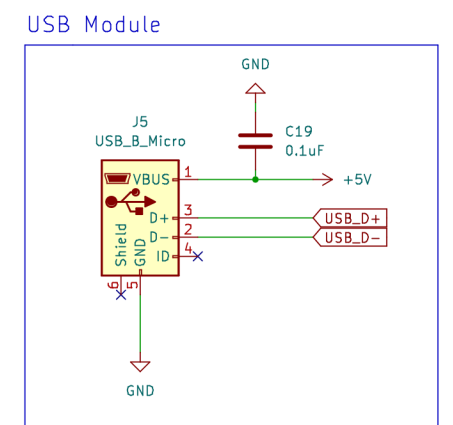 USB Module
GND
J5
USB_B_Micro
C19
0.1uF
VBUS 1
+5V
D+ 3
USB_D+
D- 2
USB_D-
ID 4
Shield
GND
6
5
GND